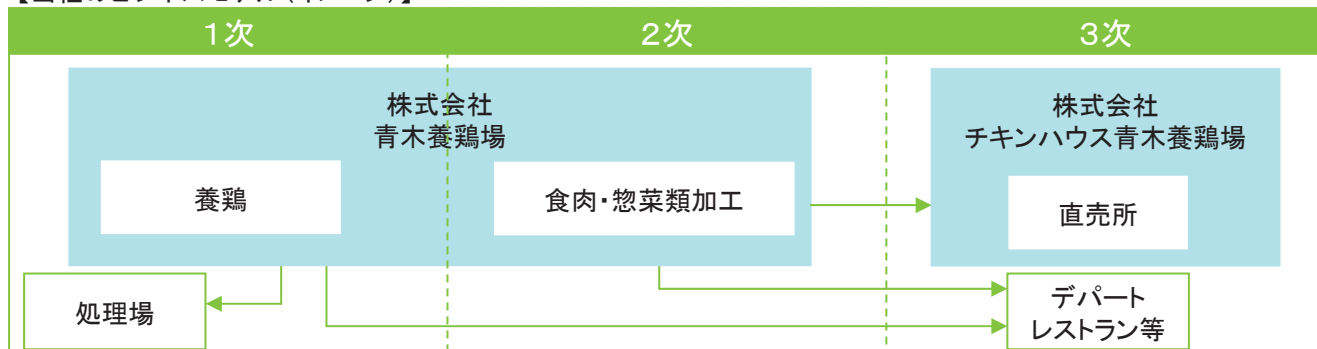 1次
2次
3次
株式会社
青木養鶏場
株式会社
チキンハウス青木養鶏場
養鶏
食肉・惣菜類加工
直売所
処理場
デパート
レストラン等